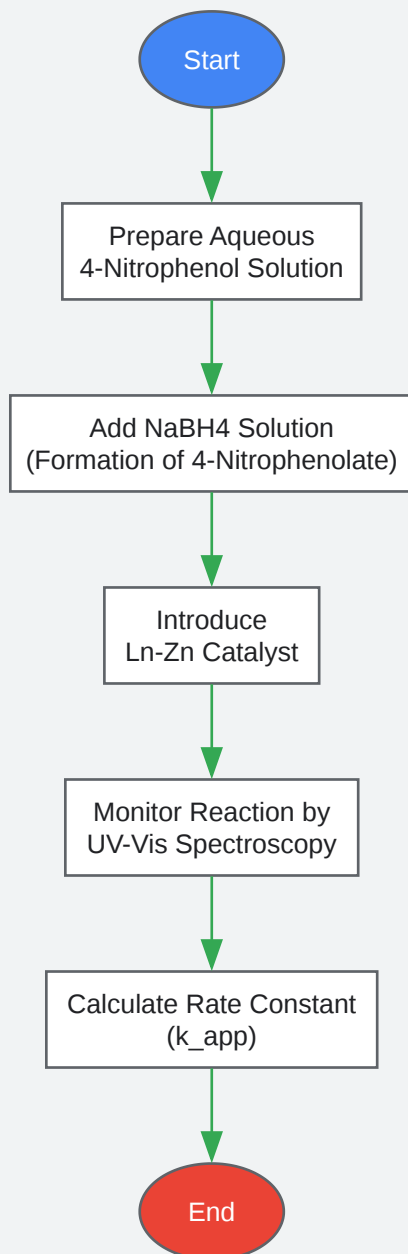 Start
Prepare Aqueous
4-Nitrophenol Solution
Add NaBH4 Solution
(Formation of 4-Nitrophenolate)
Introduce
Ln-Zn Catalyst
Monitor Reaction by
UV-Vis Spectroscopy
Calculate Rate Constant
(k_app)
End